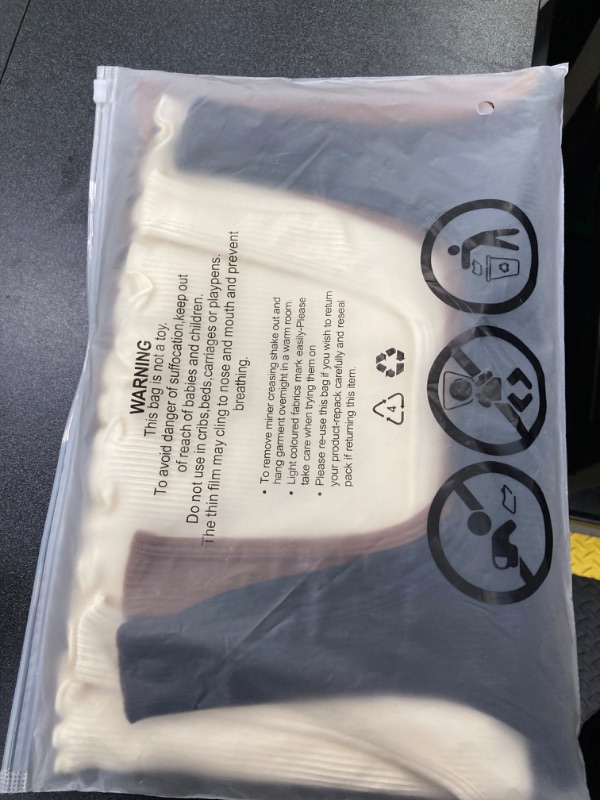 WARNING
This bag is not a toy.
To avoid danger of suffocation,keep out
of reach of babies and children.
Do not use in cribs.beds,carriages or playpens.
The thin film may cling to nose and mouth and prevent
breathing.
• To remove miner creasing shake out and
hang garment overnight in a warm room.
• Light coloured fabrics mark easily-Please
take care when trying them on
• Please re-use this bag if you wish to return
your product-repack carefully and reseal
pack if returning this item.
4